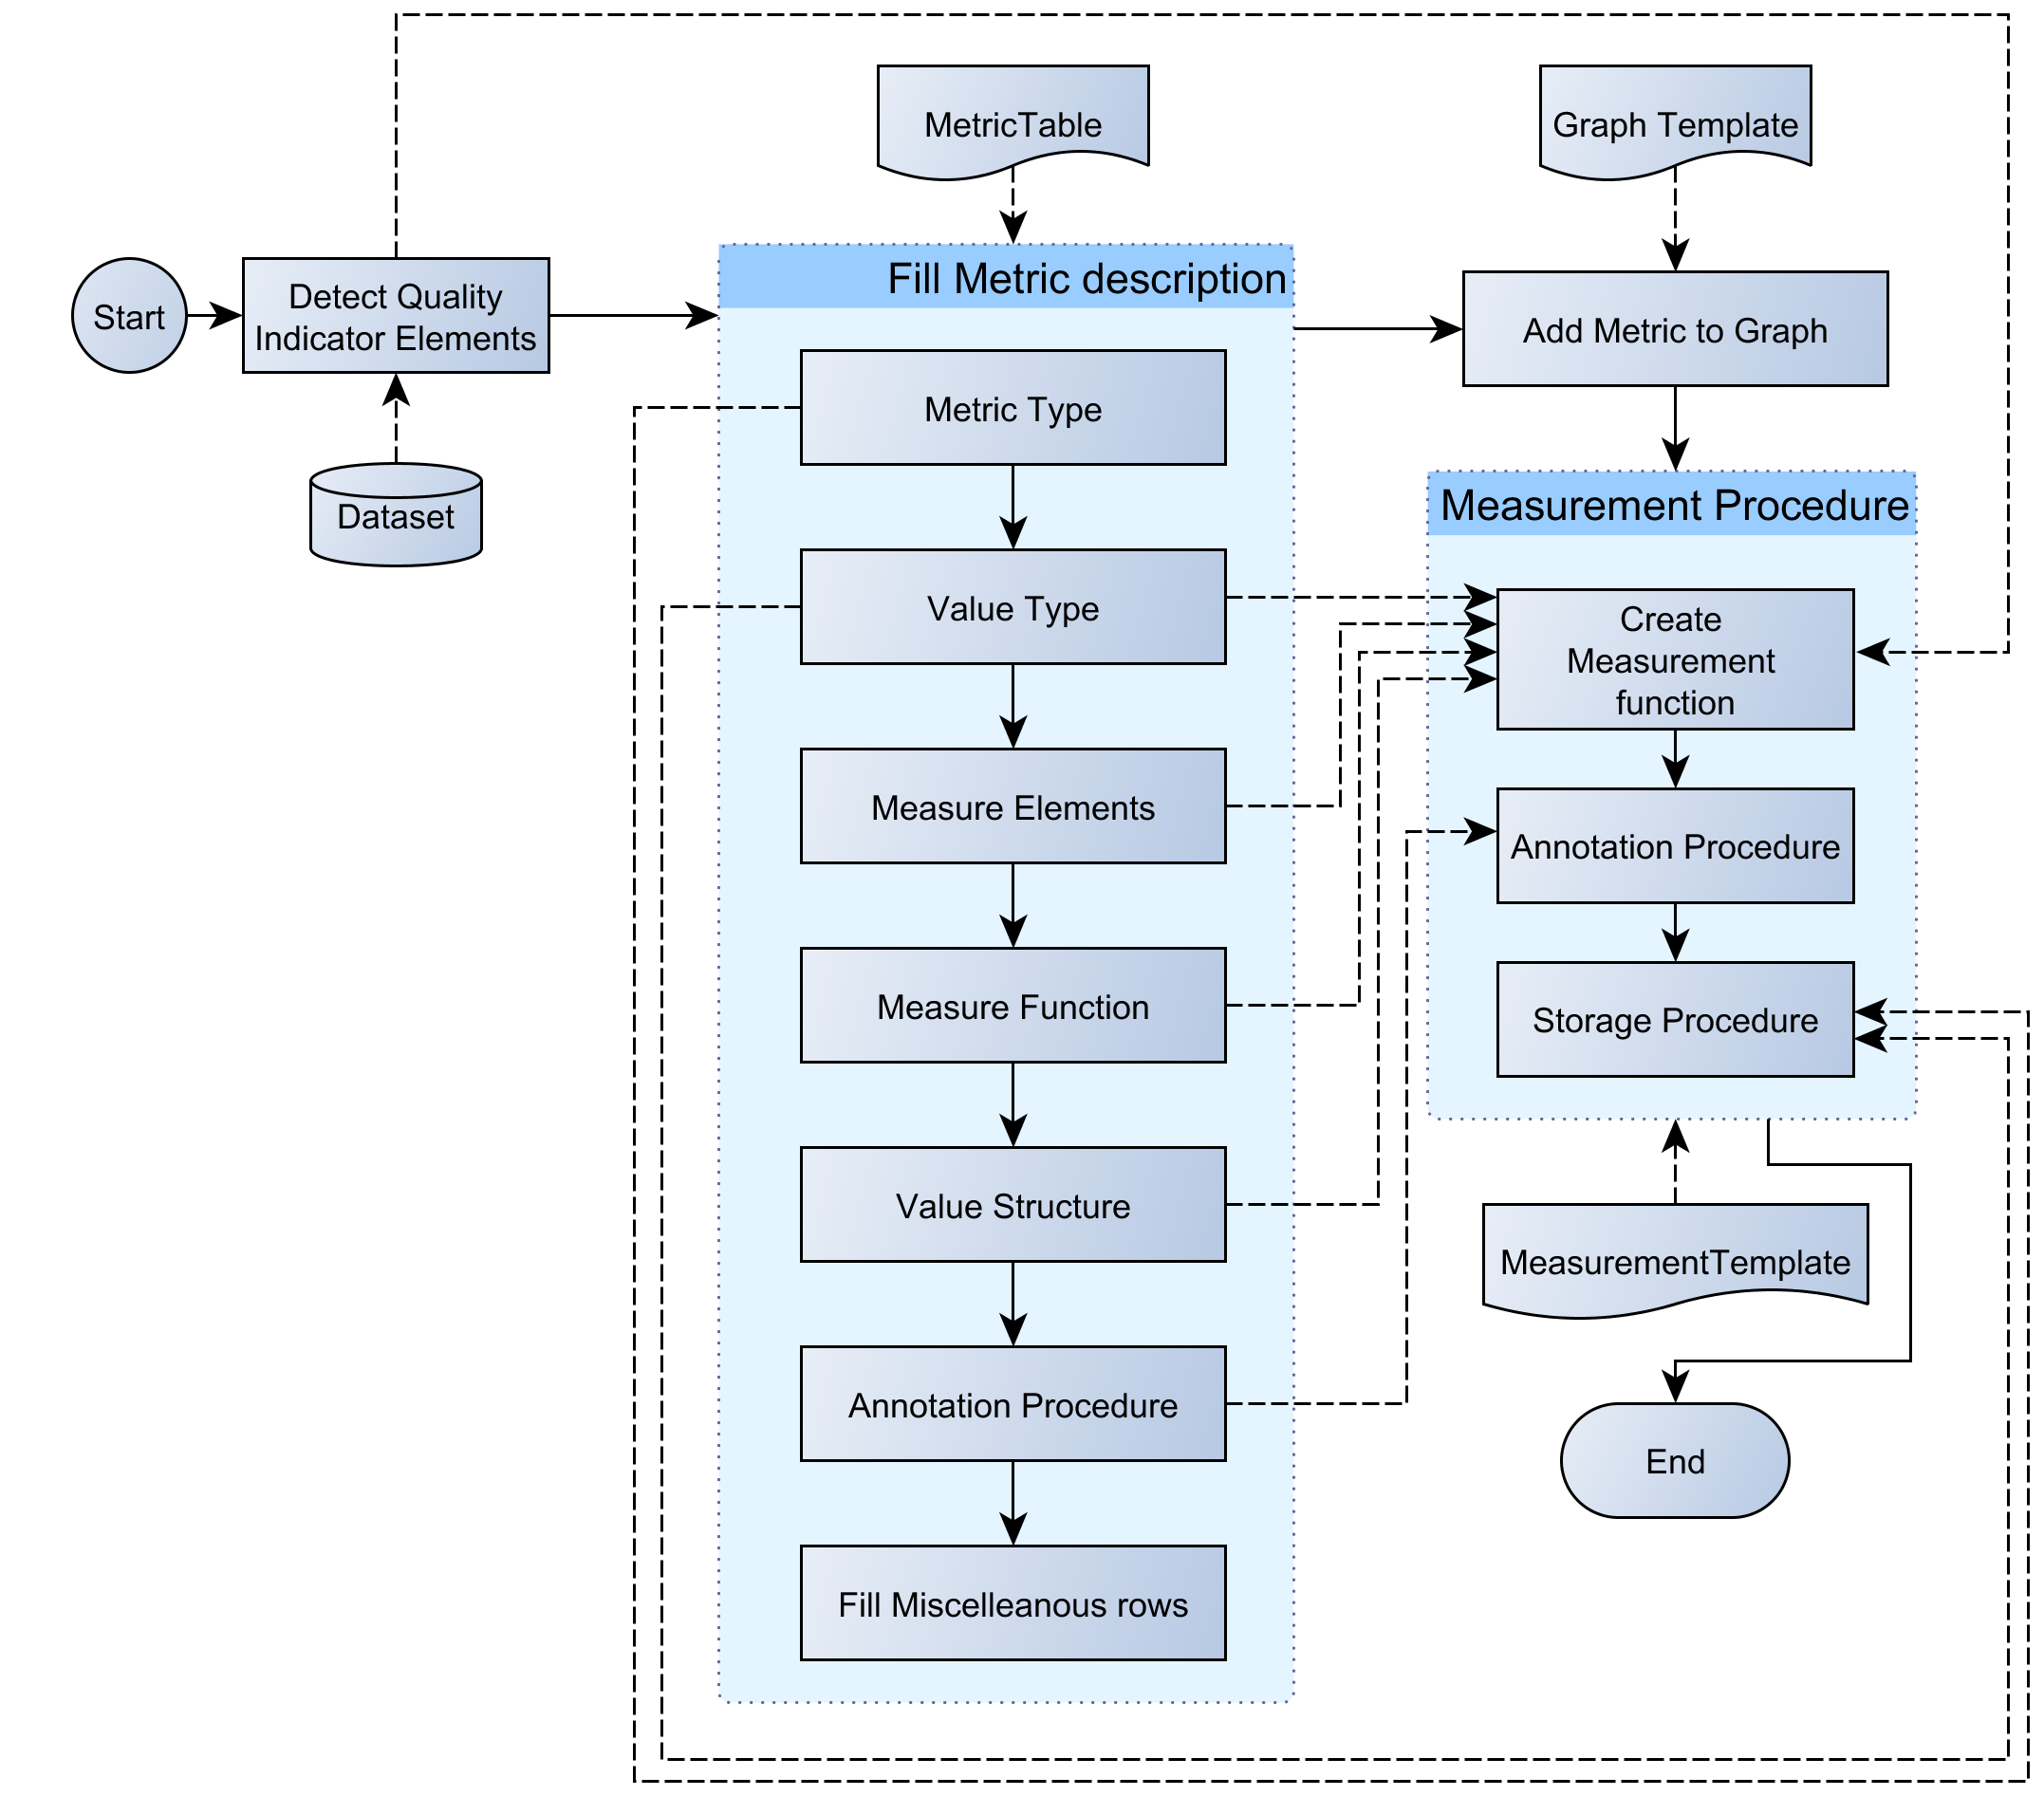 MetricTable
Graph Template
Start
Detect Quality
Indicator Elements
Dataset
Fill Metric description
Metric Type
Value Type
Measure Elements
Measure Function
Value Structure
Annotation Procedure
Fill Miscelleanous rows
Add Metric to Graph
Measurement Procedure
Create
Measurement
function
Annotation Procedure
Storage Procedure
MeasurementTemplate
End